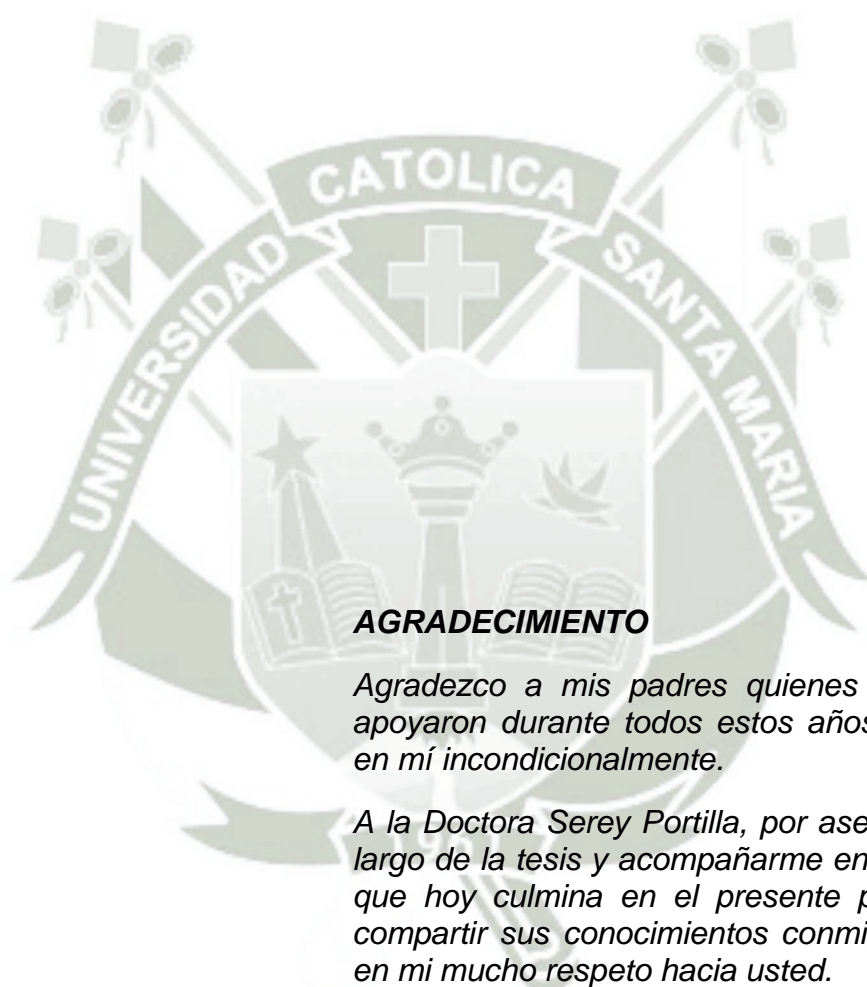 UNIVERSIDAD CATOLICA SANTA MARIA
AGRADECIMIENTO
Agradezco a mis padres quienes
apoyaron durante todos estos años
en mí incondicionalmente.
A la Doctora Serey Portilla, por ase
largo de la tesis y acompañarme en
que hoy culmina en el presente p
compartir sus conocimientos conmi
en mi mucho respeto hacia usted.